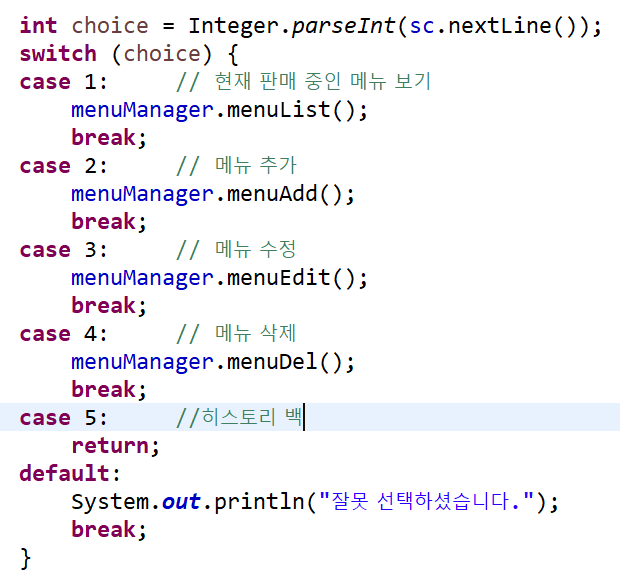 int choice = Integer.parseInt(sc.nextLine());
switch (choice) {
case 1:     // 현재 판매 중인 메뉴 보기
    menuManager.menuList();
    break;
case 2:     // 메뉴 추가
    menuManager.menuAdd();
    break;
case 3:     // 메뉴 수정
    menuManager.menuEdit();
    break;
case 4:     // 메뉴 삭제
    menuManager.menuDel();
    break;
case 5:     //히스토리 백
    return;
default:
    System.out.println("잘못 선택하셨습니다.");
    break;
}